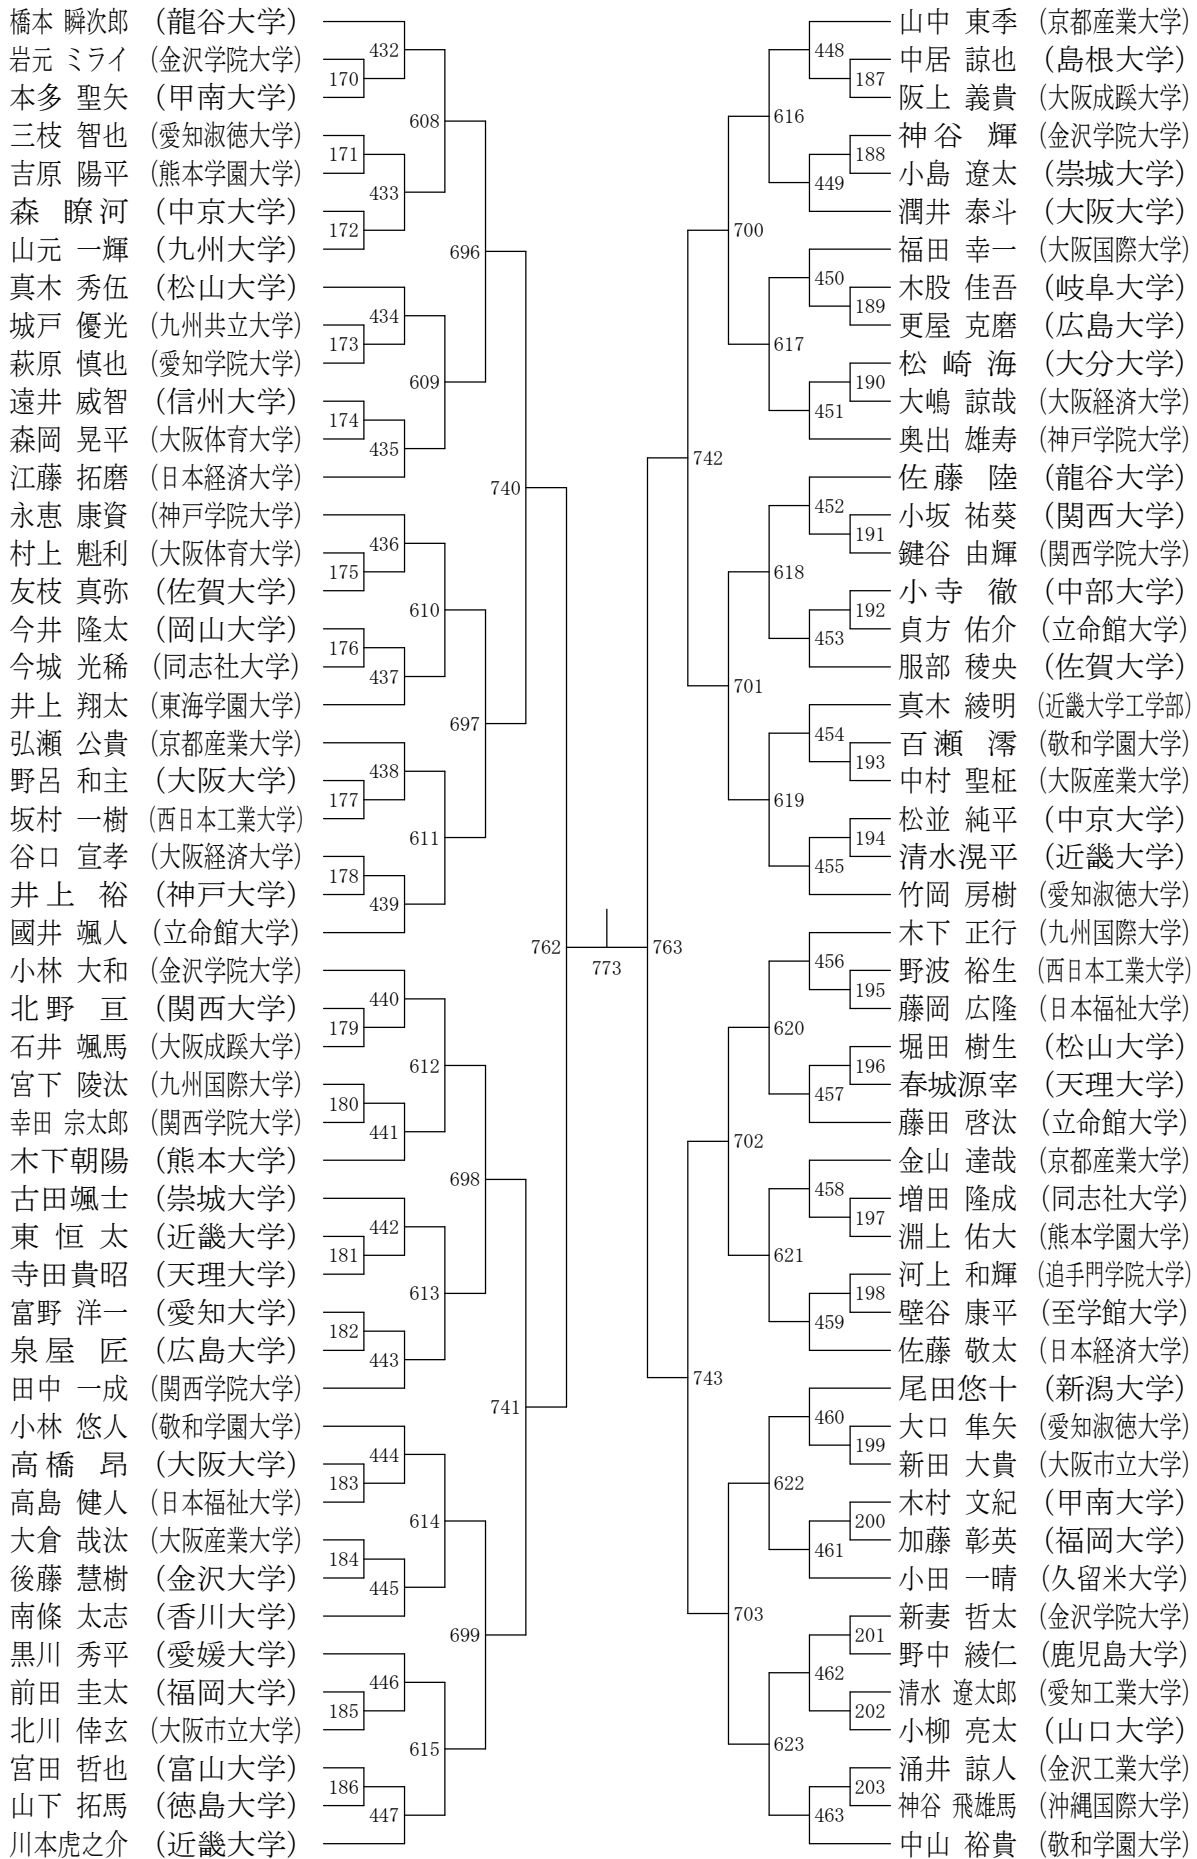 橋本 瞬次郎 (龍谷大学)
岩元 ミライ (金沢学院大学)
本多 聖矢 (甲南大学)
三枝 智也 (愛知淑徳大学)
吉原 陽平 (熊本学園大学)
森 暸河 (中京大学)
山元 一輝 (九州大学)
真木 秀伍 (松山大学)
城戸 優光 (九州共立大学)
萩原 慎也 (愛知学院大学)
遠井 威智 (信州大学)
森岡 晃平 (大阪体育大学)
江藤 拓磨 (日本経済大学)
永恵 康資 (神戸学院大学)
村上 魁利 (大阪体育大学)
友枝 真弥 (佐賀大学)
今井 隆太 (岡山大学)
今城 光稀 (同志社大学)
井上 翔太 (東海学園大学)
弘瀬 公貴 (京都産業大学)
野呂 和主 (大阪大学)
坂村 一樹 (西日本工業大学)
谷口 宣孝 (大阪経済大学)
井上 裕 (神戸大学)
國井 颯人 (立命館大学)
小林 大和 (金沢学院大学)
北野 亘 (関西大学)
石井 颯馬 (大阪成蹊大学)
宮下 陵汰 (九州国際大学)
幸田 宗太郎 (関西学院大学)
木下朝陽 (熊本大学)
古田颯士 (崇城大学)
東 恒太 (近畿大学)
寺田貴昭 (天理大学)
富野 洋一 (愛知大学)
泉屋 匠 (広島大学)
田中 一成 (関西学院大学)
小林 悠人 (敬和学園大学)
高橋 昂 (大阪大学)
高島 健人 (日本福祉大学)
大倉 哉汰 (大阪産業大学)
後藤 慧樹 (金沢大学)
南條 太志 (香川大学)
黒川 秀平 (愛媛大学)
前田 圭太 (福岡大学)
北川 倖玄 (大阪市立大学)
宮田 哲也 (富山大学)
山下 拓馬 (徳島大学)
川本虎之介 (近畿大学)
170
171
172
173
174
175
176
177
178
179
180
181
182
183
184
185
186
432
433
434
435
436
437
438
439
440
441
442
443
444
445
446
447
608
609
610
611
612
613
614
615
696
697
698
699
740
741
762
773
763
742
743
700
701
702
703
616
617
618
619
620
621
622
623
448
449
450
451
452
453
454
455
456
457
458
459
460
461
462
463
187
188
189
190
191
192
193
194
195
196
197
198
199
200
201
202
203
山中 東季 (京都産業大学)
中居 諒也 (島根大学)
阪上 義貴 (大阪成蹊大学)
神谷 輝 (金沢学院大学)
小島 遼太 (崇城大学)
潤井 泰斗 (大阪大学)
福田 幸一 (大阪国際大学)
木股 佳吾 (岐阜大学)
更屋 克磨 (広島大学)
松崎 海 (大分大学)
大嶋 諒哉 (大阪経済大学)
奥出 雄寿 (神戸学院大学)
佐藤 陸 (龍谷大学)
小坂 祐葵 (関西大学)
鍵谷 由輝 (関西学院大学)
小寺 徹 (中部大学)
貞方 佑介 (立命館大学)
服部 稜央 (佐賀大学)
真木 綾明 (近畿大学工学部)
百瀬 澪 (敬和学園大学)
中村 聖柾 (大阪産業大学)
松並 純平 (中京大学)
清水滉平 (近畿大学)
竹岡 房樹 (愛知淑徳大学)
木下 正行 (九州国際大学)
野波 裕生 (西日本工業大学)
藤岡 広隆 (日本福祉大学)
堀田 樹生 (松山大学)
春城源宰 (天理大学)
藤田 啓汰 (立命館大学)
金山 達哉 (京都産業大学)
増田 隆成 (同志社大学)
淵上 佑大 (熊本学園大学)
河上 和輝 (追手門学院大学)
壁谷 康平 (至学館大学)
佐藤 敬太 (日本経済大学)
尾田悠十 (新潟大学)
大口 隼矢 (愛知淑徳大学)
新田 大貴 (大阪市立大学)
木村 文紀 (甲南大学)
加藤 彰英 (福岡大学)
小田 一晴 (久留米大学)
新妻 哲太 (金沢学院大学)
野中 綾仁 (鹿児島大学)
清水 遼太郎 (愛知工業大学)
小柳 亮太 (山口大学)
涌井 諒人 (金沢工業大学)
神谷 飛雄馬 (沖縄国際大学)
中山 裕貴 (敬和学園大学)